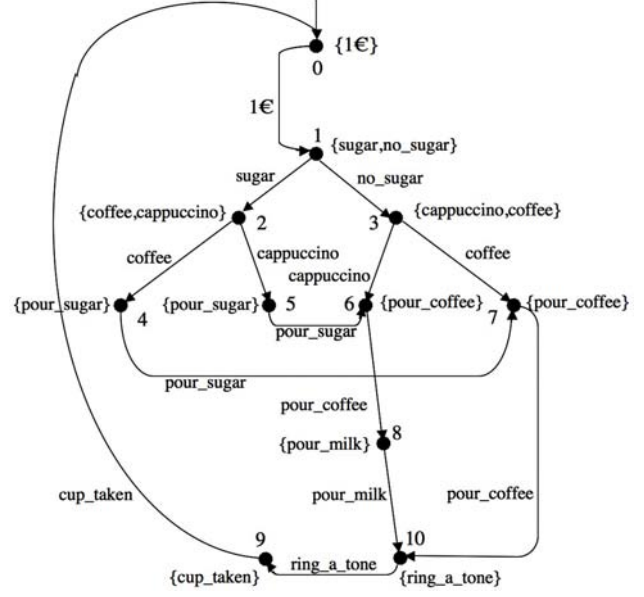 {1€}
0
1€
1
{sugar,no_sugar}
sugar
no_sugar
{coffee,cappuccino}
2
3
{cappuccino,coffee}
coffee
cappuccino
cappuccino
coffee
{pour_sugar}
4
{pour_sugar}
5
6
{pour_coffee}
7
{pour_coffee}
pour_sugar
pour_sugar
pour_coffee
8
{pour_milk}
cup_taken
pour_milk
pour_coffee
9
10
ring_a_tone
{cup_taken}
{ring_a_tone}